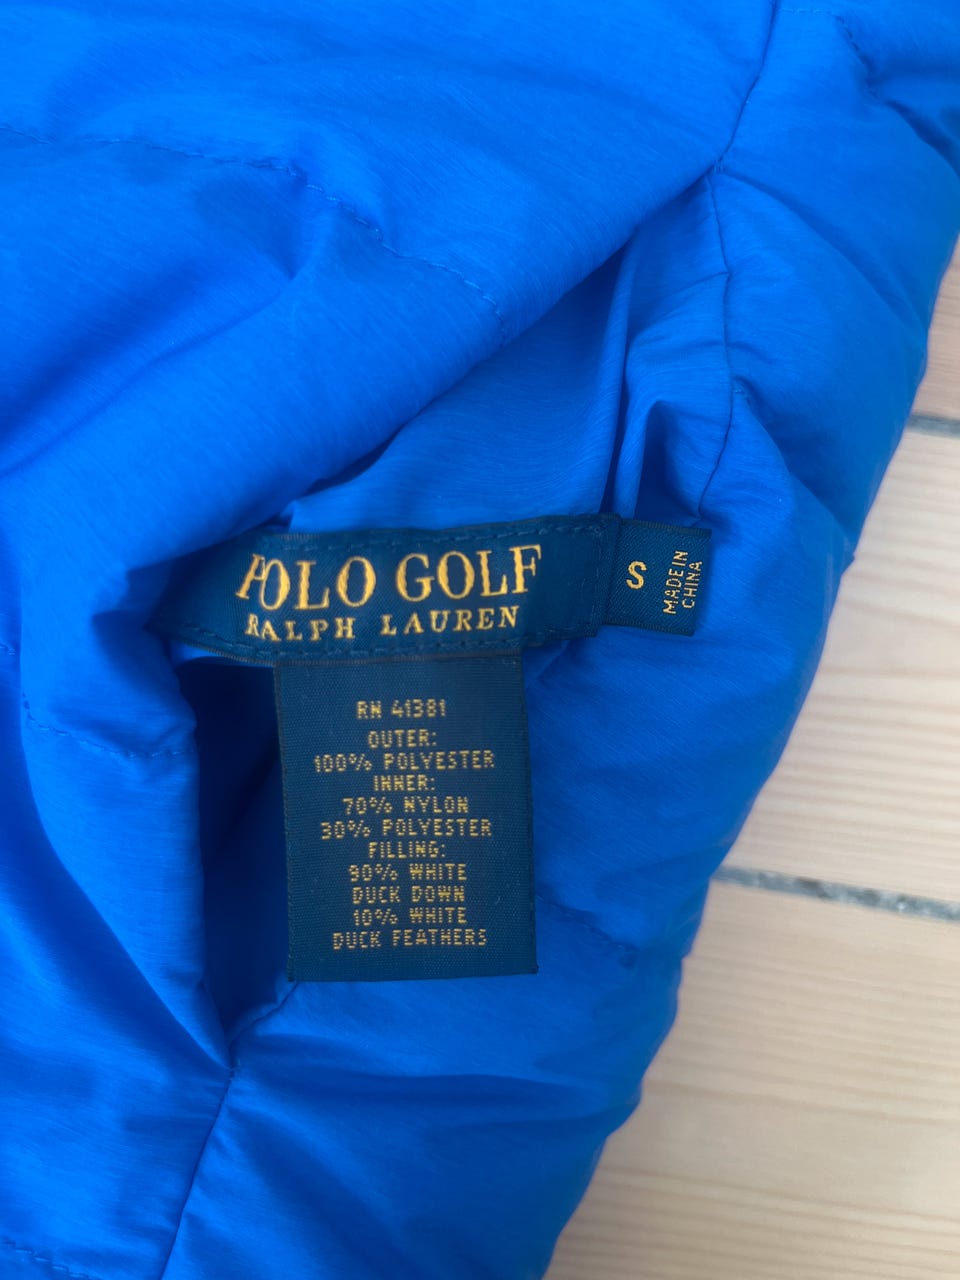 POLO GOLF
RALPH LAUREN
S
MADE IN
CHINA
RN 41381
OUTER:
100% POLYESTER
INNER:
70% NYLON
30% POLYESTER
FILLING:
90% WHITE
DUCK DOWN
10% WHITE
DUCK FEATHERS